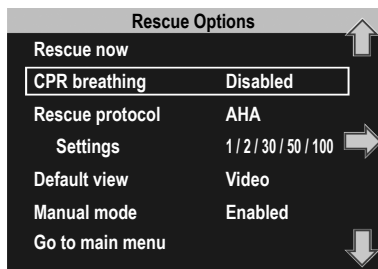 Rescue Options
Rescue now
CPR breathing Disabled
Rescue protocol AHA
Settings 1 / 2 / 30 / 50 / 100
Default view Video
Manual mode Enabled
Go to main menu